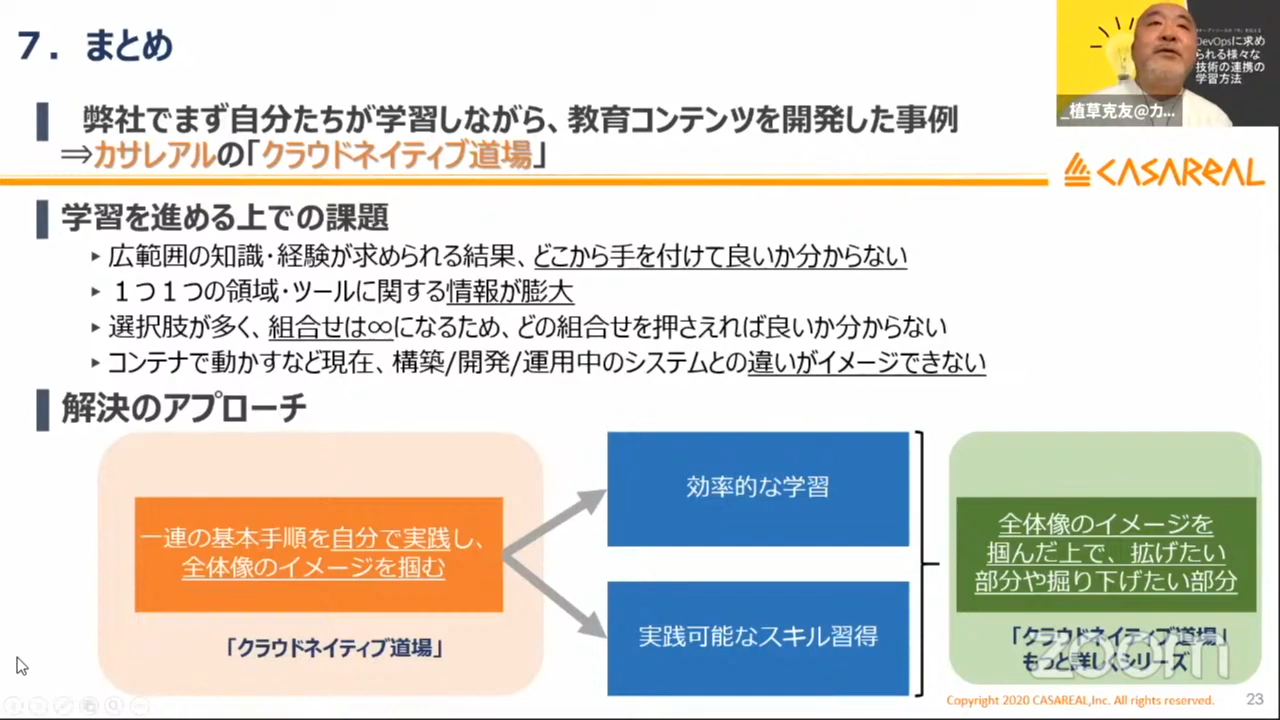 7．まとめ
弊社でまず自分たちが学習しながら、教育コンテンツを開発した事例
⇒カサレアルの「クラウドネイティブ道場」
DevOpsに求め
られる様々な
技術の連携の
学習方法
_植草克友@カ...
CASAREAL
学習を進める上での課題
▸ 広範囲の知識・経験が求められる結果、どこから手を付けて良いか分からない
▸ １つ１つの領域・ツールに関する情報が膨大
▸ 選択肢が多く、組合せは∞になるため、どの組合せを押さえれば良いか分からない
▸ コンテナで動かすなど現在、構築/開発/運用中のシステムとの違いがイメージできない
解決のアプローチ
一連の基本手順を自分で実践し、
全体像のイメージを掴む
「クラウドネイティブ道場」
効率的な学習
実践可能なスキル習得
全体像のイメージを
掴んだ上で、拡げたい
部分や掘り下げたい部分
「クラウドネイティブ道場」
もっと詳しくシリーズ
zoom
Copyright 2020 CASAREAL,Inc. All rights reserved.
23